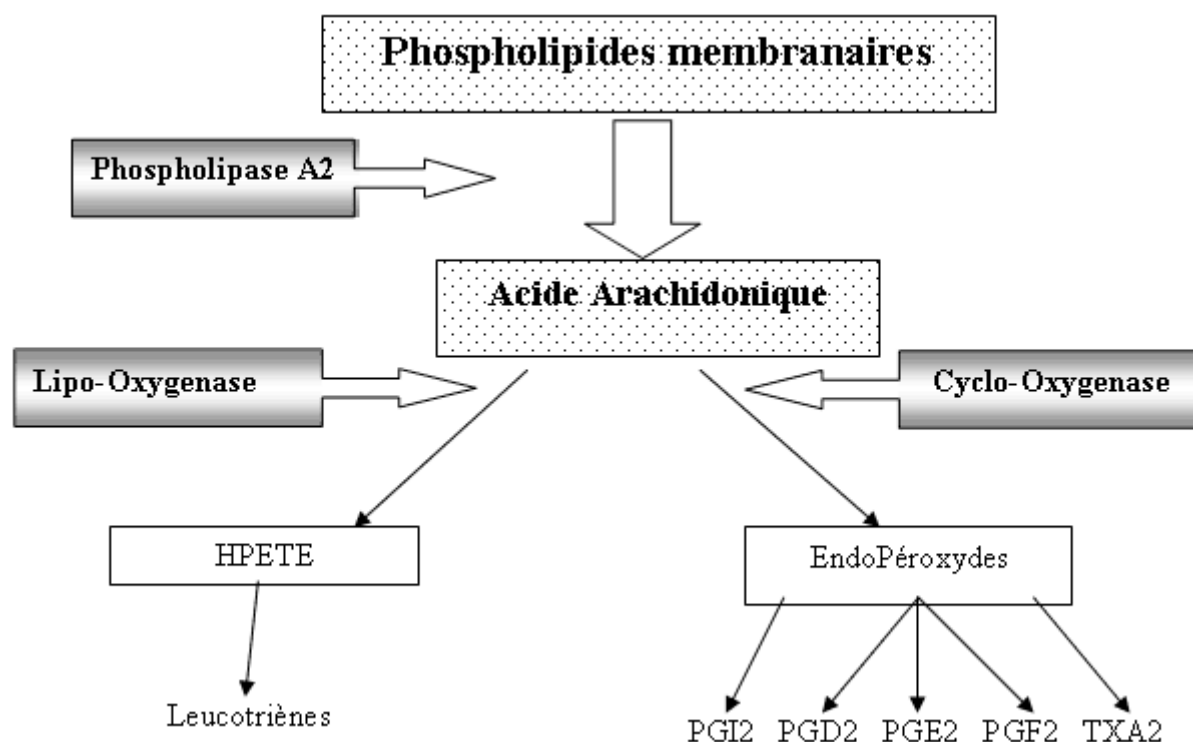 Phospholipides membranaires
Phospholipase A2
Acide Arachidonique
Lipo-Oxygenase
Cyclo-Oxygenase
HPETE
EndoPéroxydes
Leucotriènes
PGI2 PGD2 PGE2 PGF2 TXA2